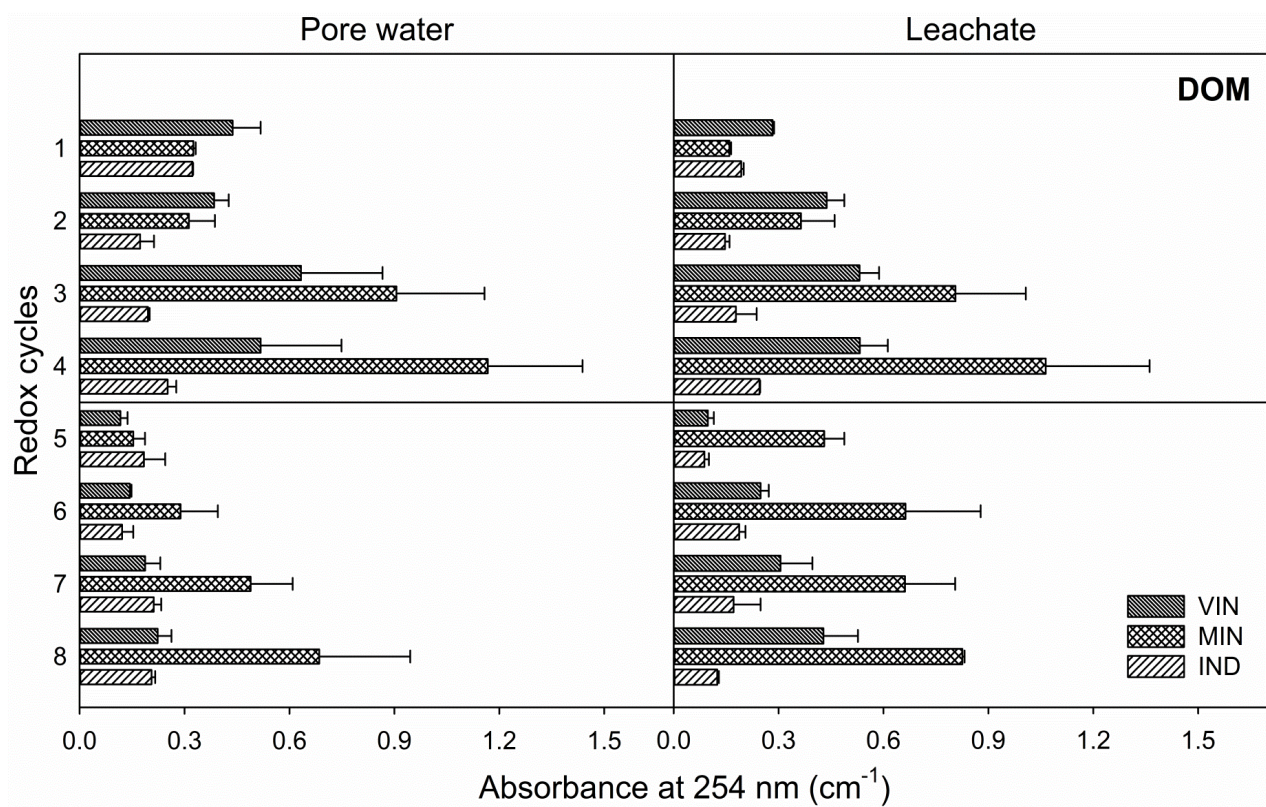 Pore water
Leachate
DOM
Redox cycles
1
2
3
4
5
6
7
8
VIN
MIN
IND
0.0 0.3 0.6 0.9 1.2 1.5 0.0 0.3 0.6 0.9 1.2 1.5
Absorbance at 254 nm (cm⁻¹)